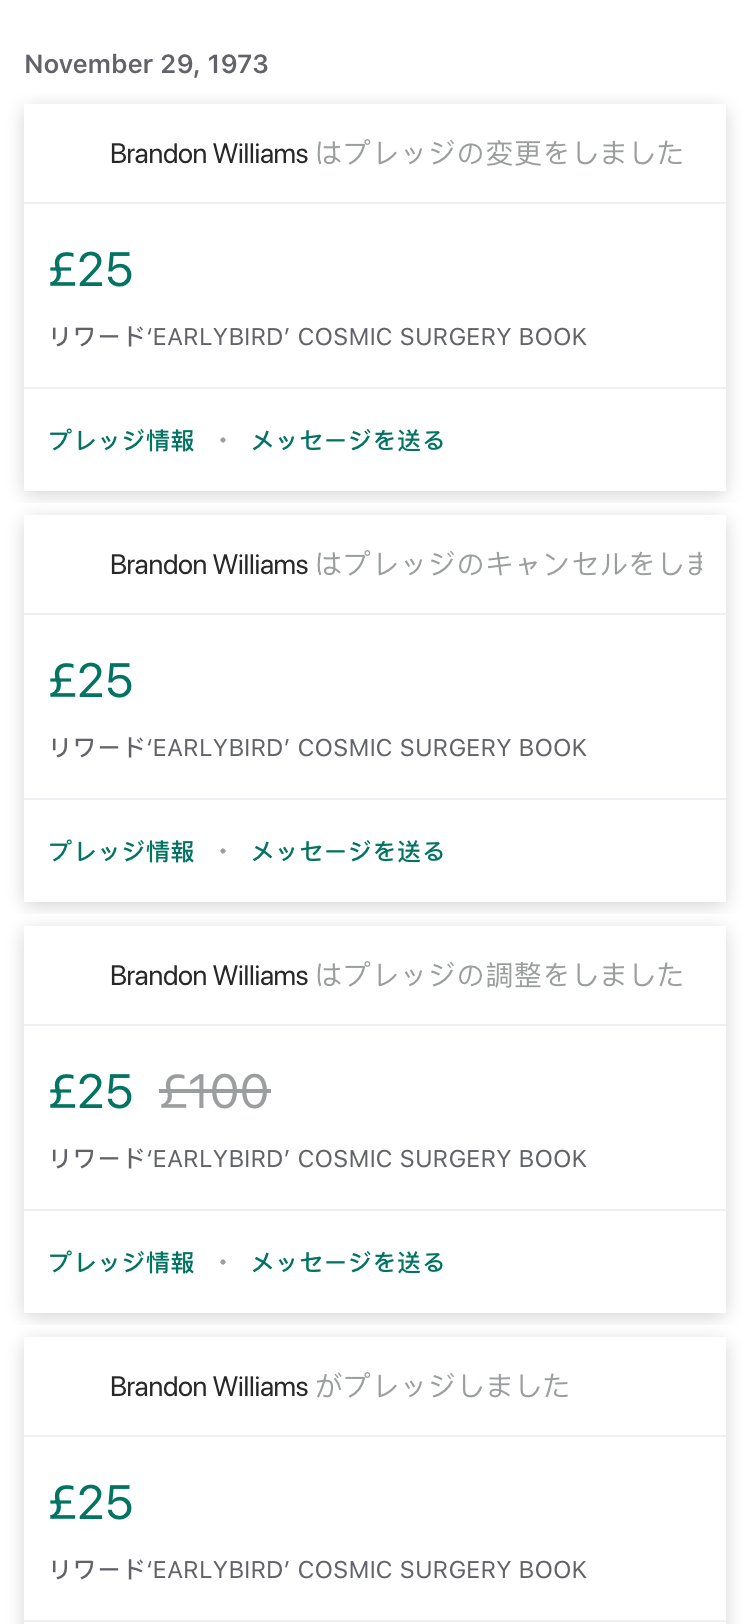 November 29, 1973
Brandon Williams はプレッジの変更をしました
£25
リワード‘EARLYBIRD’ COSMIC SURGERY BOOK
プレッジ情報 • メッセージを送る
Brandon Williams はプレッジのキャンセルをしま
£25
リワード‘EARLYBIRD’ COSMIC SURGERY BOOK
プレッジ情報 • メッセージを送る
Brandon Williams はプレッジの調整をしました
£25 £100
リワード‘EARLYBIRD’ COSMIC SURGERY BOOK
プレッジ情報 • メッセージを送る
Brandon Williams がプレッジしました
£25
リワード‘EARLYBIRD’ COSMIC SURGERY BOOK